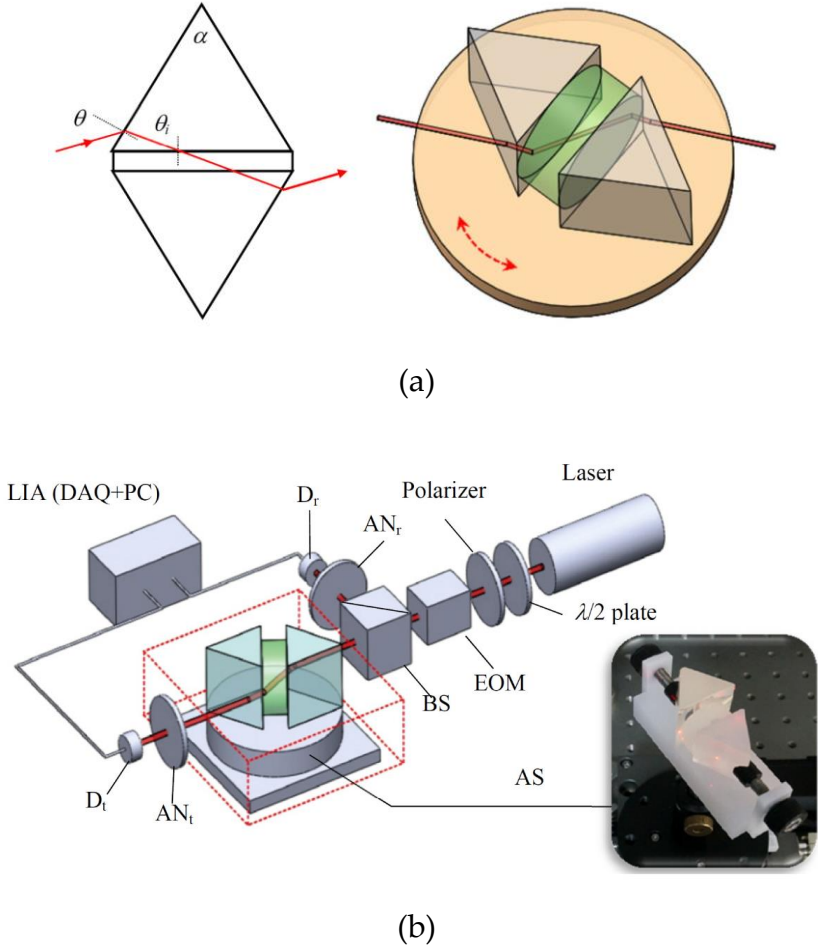 α
θ
θi
(a)
LIA (DAQ+PC)
Dr
ANr
Polarizer
Laser
λ/2 plate
EOM
BS
AS
Dt
ANt
(b)